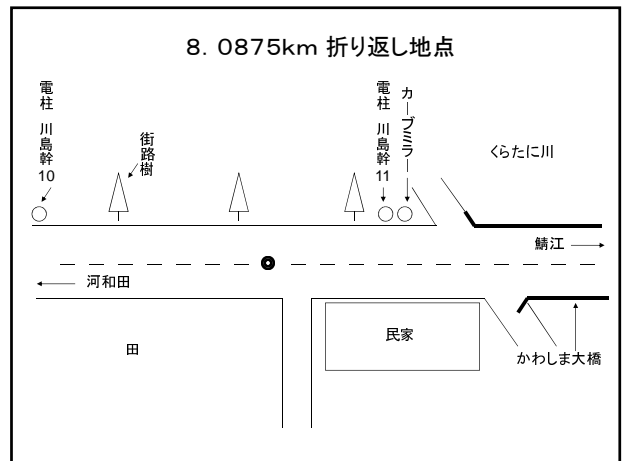 8．0875km 折り返し地点
電柱 川島幹10
街路樹
電柱 川島幹11
カーブミラー
くらたに川
鯖江
河和田
田
民家
かわしま大橋